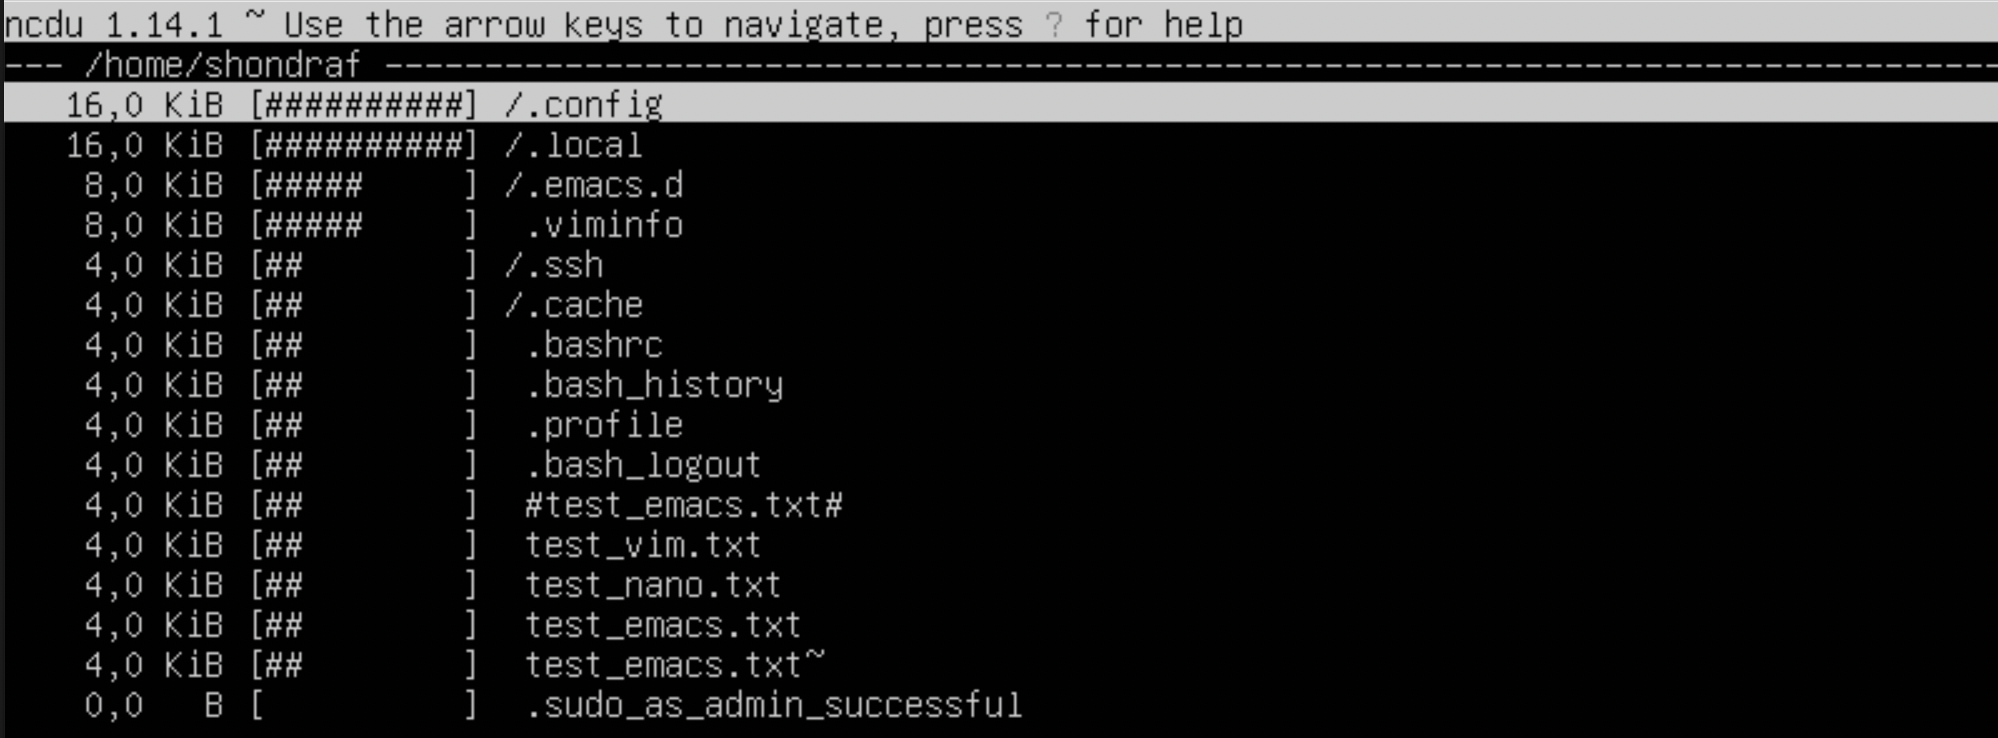 ncdu 1.14.1 ~ Use the arrow keys to navigate, press ? for help
--- /home/shondraf --------------------------------------------------------------------------------
   16,0 KiB [##########] /.config
   16,0 KiB [##########] /.local
    8,0 KiB [#####     ] /.emacs.d
    8,0 KiB [#####     ]  .viminfo
    4,0 KiB [##        ] /.ssh
    4,0 KiB [##        ] /.cache
    4,0 KiB [##        ]  .bashrc
    4,0 KiB [##        ]  .bash_history
    4,0 KiB [##        ]  .profile
    4,0 KiB [##        ]  .bash_logout
    4,0 KiB [##        ]  #test_emacs.txt#
    4,0 KiB [##        ]  test_vim.txt
    4,0 KiB [##        ]  test_nano.txt
    4,0 KiB [##        ]  test_emacs.txt
    4,0 KiB [##        ]  test_emacs.txt~
    0,0   B [          ]  .sudo_as_admin_successful